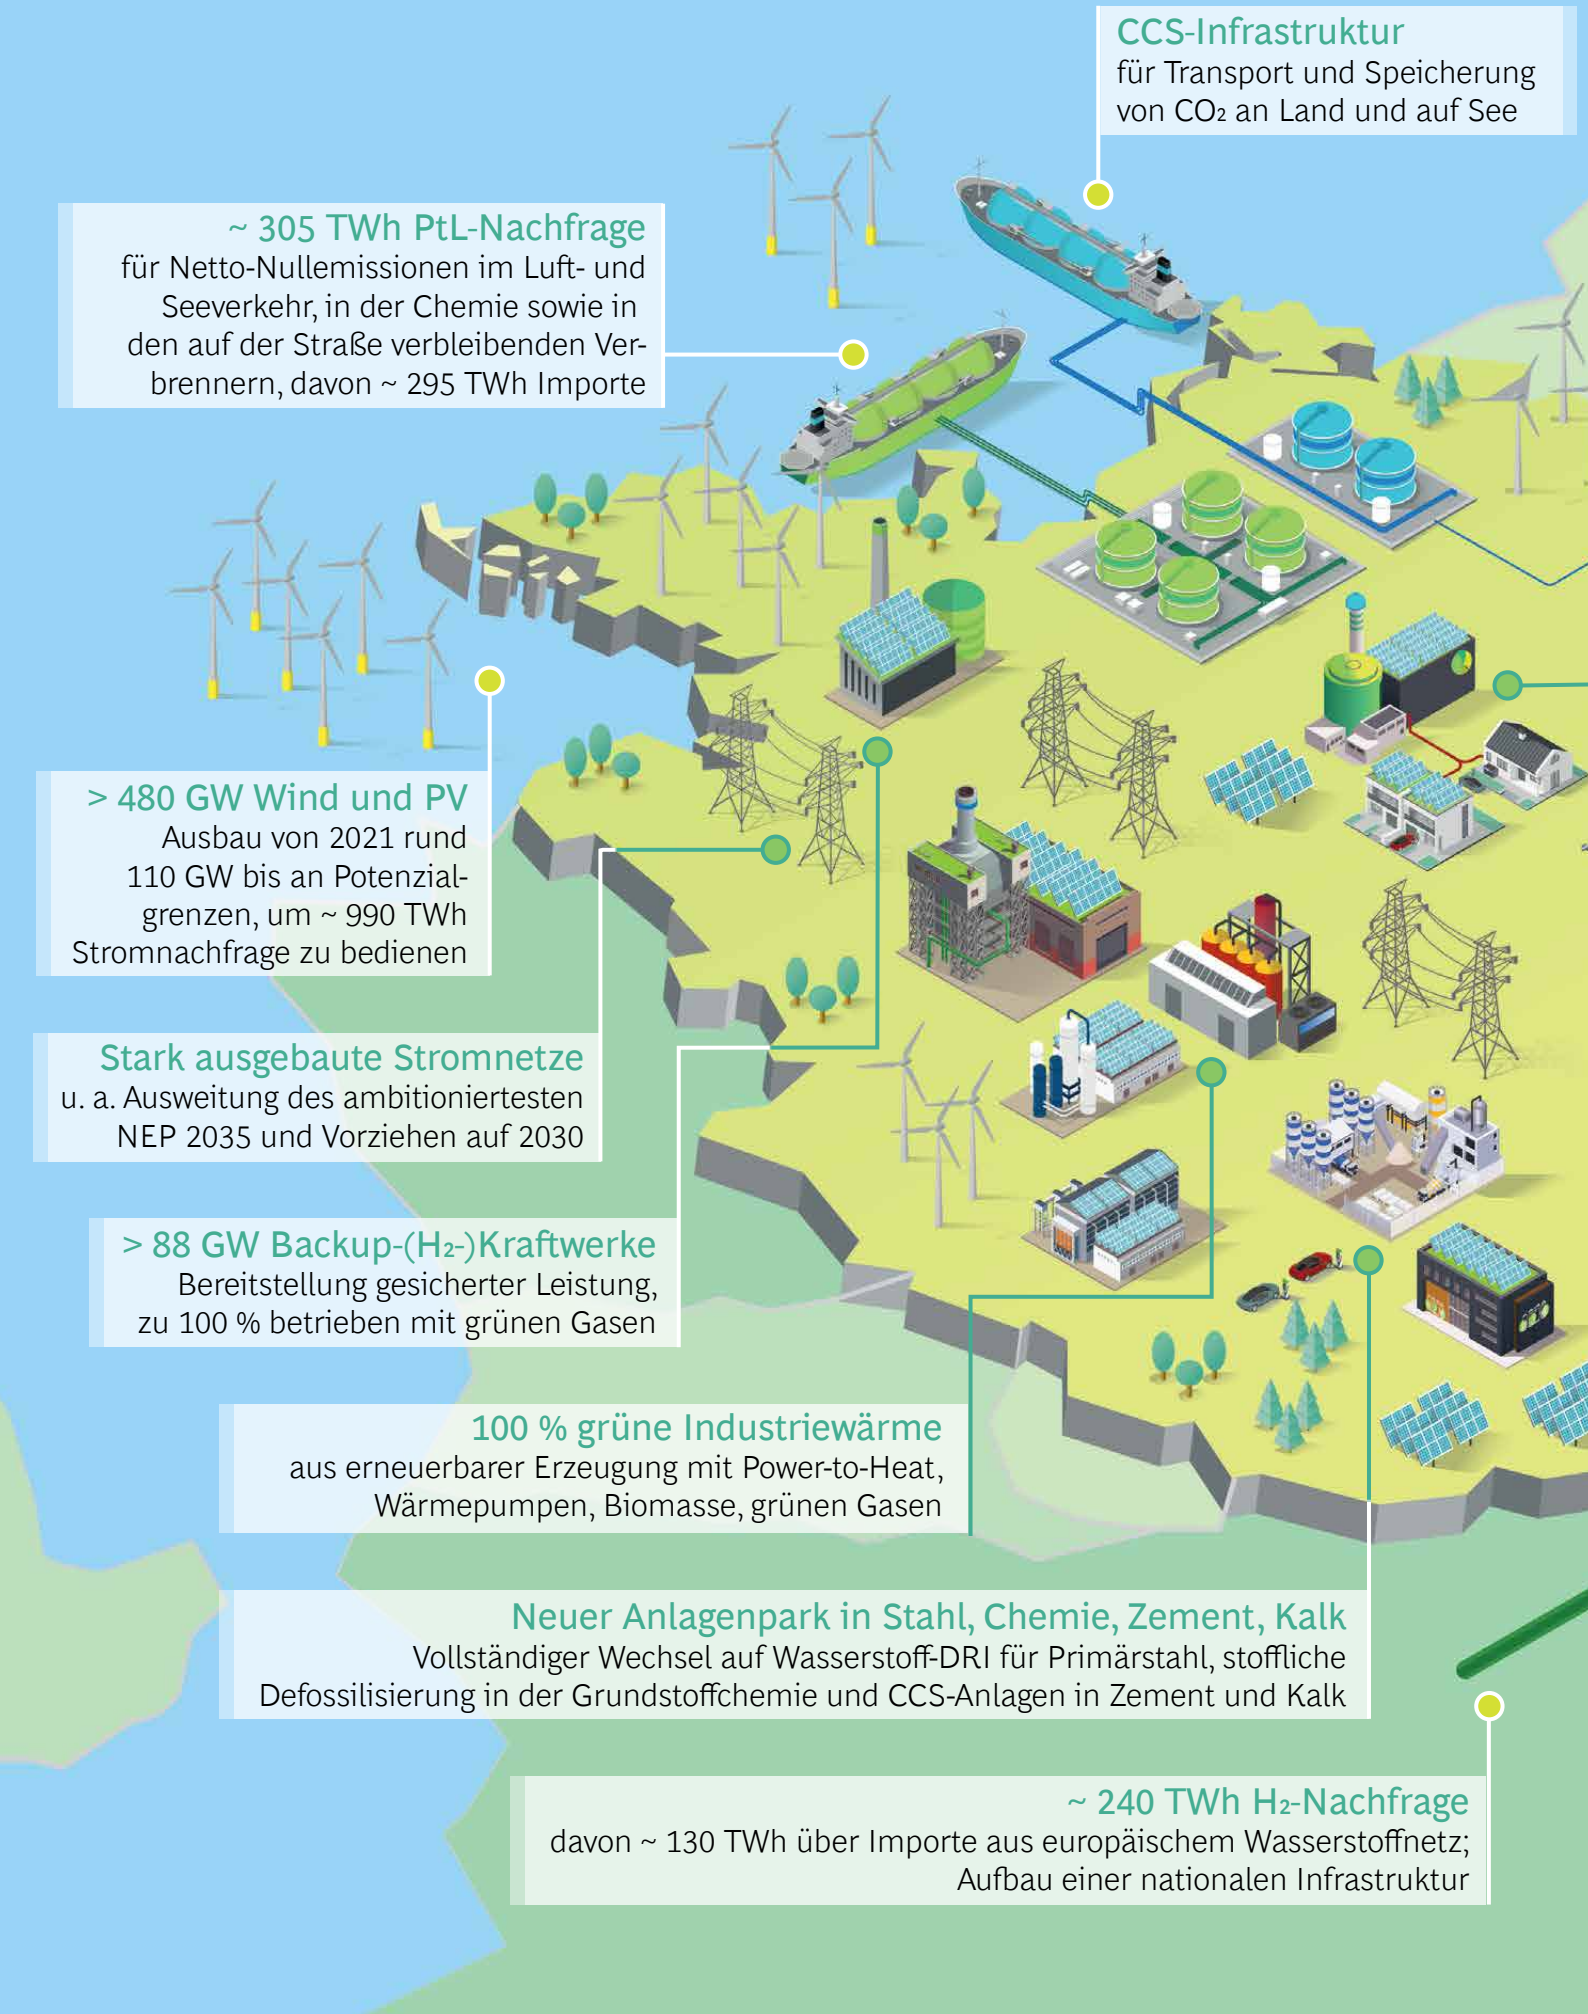 CCS-Infrastruktur
für Transport und Speicherung
von CO₂ an Land und auf See
~ 305 TWh PtL-Nachfrage
für Netto-Nullemissionen im Luft- und
Seeverkehr, in der Chemie sowie in
den auf der Straße verbleibenden Ver-
brennern, davon ~ 295 TWh Importe
> 480 GW Wind und PV
Ausbau von 2021 rund
110 GW bis an Potenzial-
grenzen, um ~ 990 TWh
Stromnachfrage zu bedienen
Stark ausgebaute Stromnetze
u. a. Ausweitung des ambitioniertesten
NEP 2035 und Vorziehen auf 2030
> 88 GW Backup-(H₂-)Kraftwerke
Bereitstellung gesicherter Leistung,
zu 100 % betrieben mit grünen Gasen
100 % grüne Industriewärme
aus erneuerbarer Erzeugung mit Power-to-Heat,
Wärmepumpen, Biomasse, grünen Gasen
Neuer Anlagenpark in Stahl, Chemie, Zement, Kalk
Vollständiger Wechsel auf Wasserstoff-DRI für Primärstahl, stoffliche
Defossilisierung in der Grundstoffchemie und CCS-Anlagen in Zement und Kalk
~ 240 TWh H₂-Nachfrage
davon ~ 130 TWh über Importe aus europäischem Wasserstoffnetz;
Aufbau einer nationalen Infrastruktur